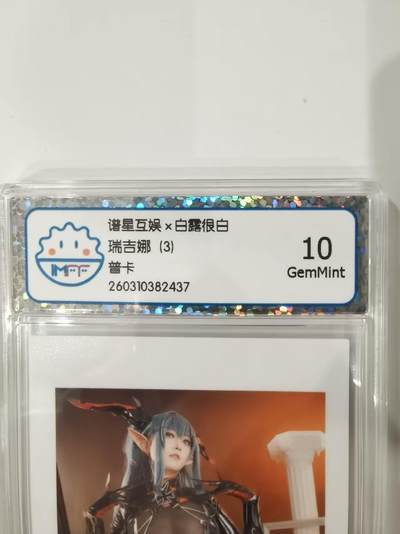 谱星互娱 × 白露很白
瑞吉娜 (3)
普卡
260310382437
10
GemMint